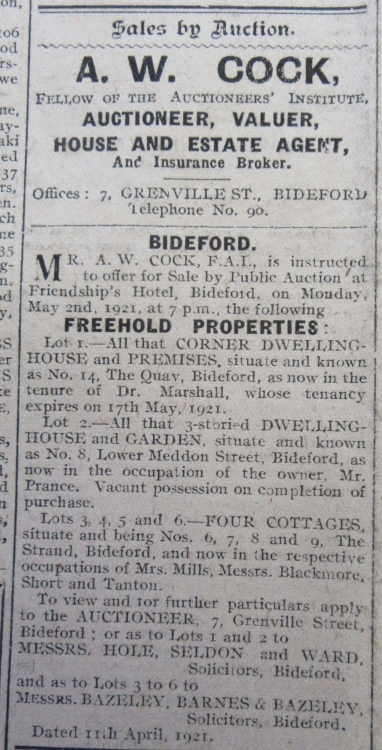 Sales by Auction.
A. W. COCK,
FELLOW OF THE AUCTIONEERS' INSTITUTE,
AUCTIONEER, VALUER,
HOUSE AND ESTATE AGENT,
And Insurance Broker.
Offices : 7, GRENVILLE ST., BIDEFORD
Telephone No. 90.
BIDEFORD.
MR. A. W. COCK, F.A.I., is instructed
to offer for Sale by Public Auction at
Friendship's Hotel, Bideford, on Monday,
May 2nd, 1921, at 7 p.m., the following
FREEHOLD PROPERTIES:
Lot 1.—All that CORNER DWELLING-
HOUSE and PREMISES, situate and known
as No. 14, The Quay, Bideford, as now in the
tenure of Dr. Marshall, whose tenancy
expires on 17th May, 1921.
Lot 2.—All that 3-storied DWELLING-
HOUSE and GARDEN, situate and known
as No. 8, Lower Meddon Street, Bideford, as
now in the occupation of the owner, Mr.
Prance. Vacant possession on completion of
purchase.
Lots 3, 4, 5 and 6.—FOUR COTTAGES,
situate and being Nos. 6, 7, 8 and 9, The
Strand, Bideford, and now in the respective
occupations of Mrs. Mills, Messrs. Blackmore,
Short and Tanton.
To view and for further particulars apply
to the AUCTIONEER, 7, Grenville Street,
Bideford ; or as to Lots 1 and 2 to
MESSRS. HOLE, SELDON and WARD,
Solicitors, Bideford,
and as to Lots 3 to 6 to
MESSRS. BAZELEY, BARNES & BAZELEY,
Solicitors, Bideford.
Dated 11th April, 1921.